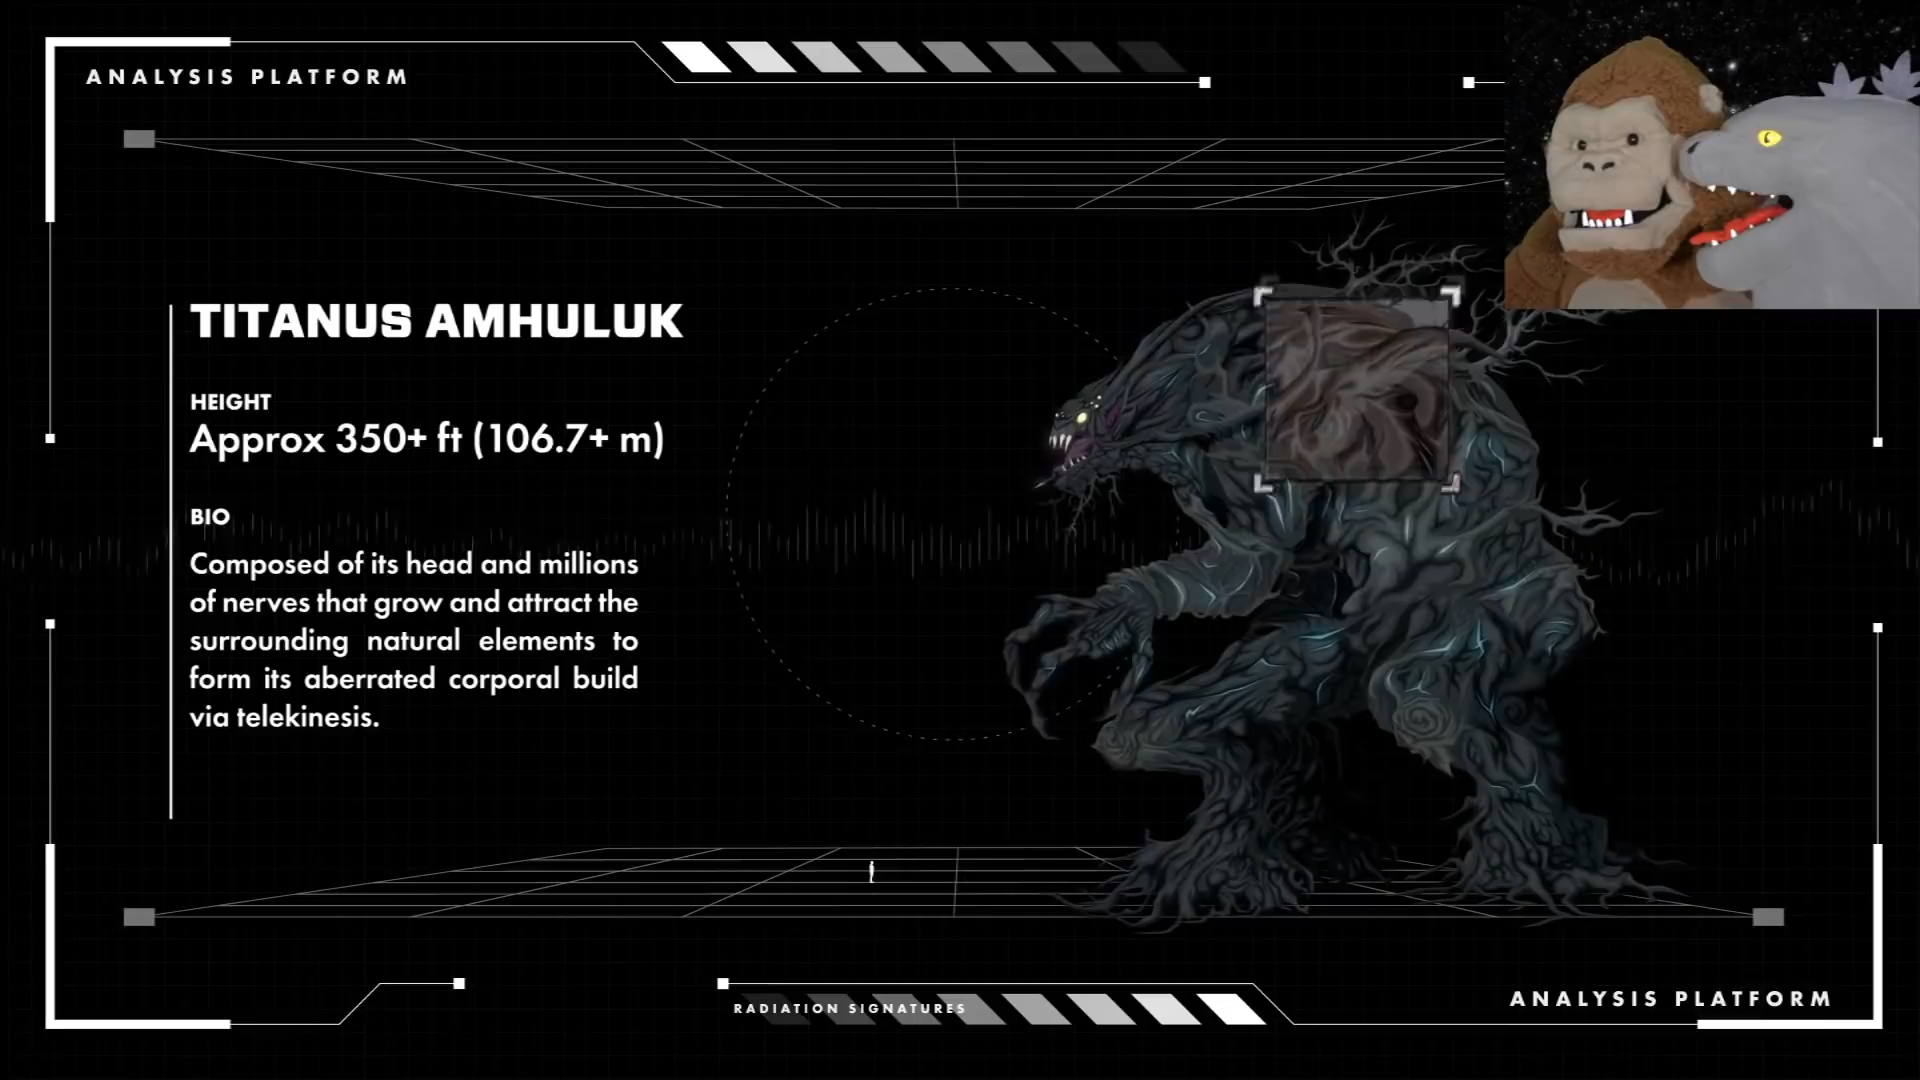 ANALYSIS PLATFORM
TITANUS AMHULUK
HEIGHT
Approx 350+ ft (106.7+ m)
BIO
Composed of its head and millions
of nerves that grow and attract the
surrounding natural elements to
form its aberrated corporal build
via telekinesis.
RADIATION SIGNATURES
ANALYSIS PLATFORM